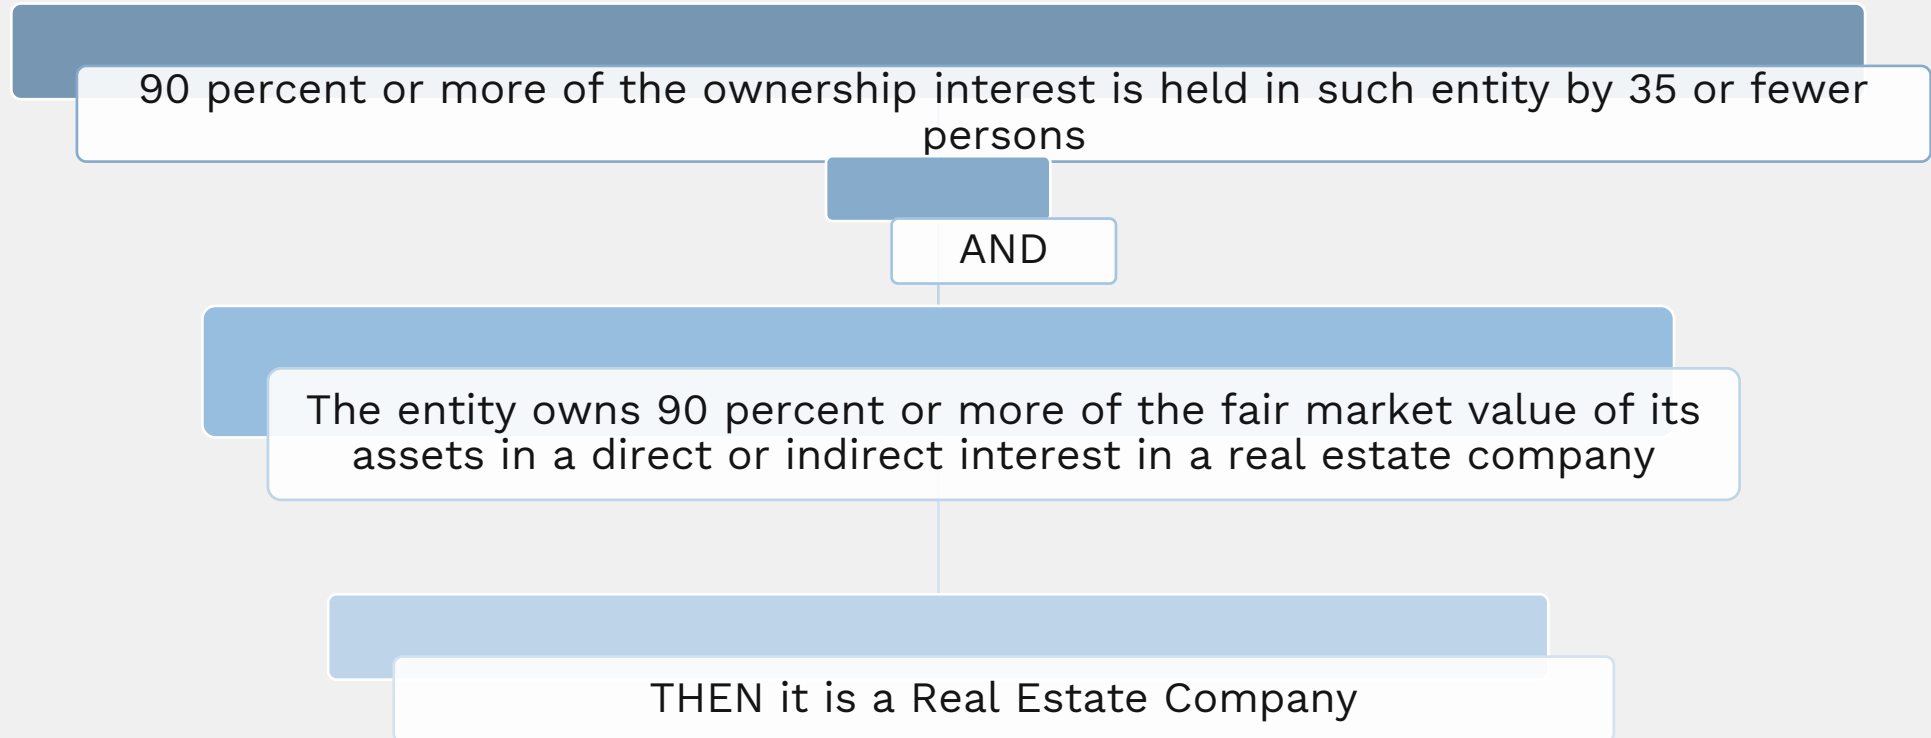 90 percent or more of the ownership interest is held in such entity by 35 or fewer
persons
AND
The entity owns 90 percent or more of the fair market value of its
assets in a direct or indirect interest in a real estate company
THEN it is a Real Estate Company